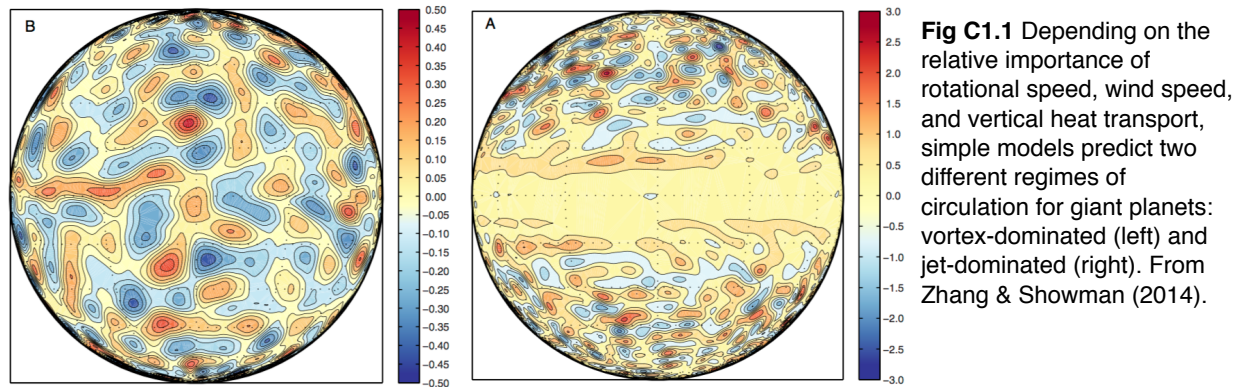 B
0.50
0.45
0.40
0.35
0.30
0.25
0.20
0.15
0.10
0.05
0.00
−0.05
−0.10
−0.15
−0.20
−0.25
−0.30
−0.35
−0.40
−0.45
−0.50
A
3.0
2.5
2.0
1.5
1.0
0.5
0.0
−0.5
−1.0
−1.5
−2.0
−2.5
−3.0
Fig C1.1 Depending on the
relative importance of
rotational speed, wind speed,
and vertical heat transport,
simple models predict two
different regimes of
circulation for giant planets:
vortex-dominated (left) and
jet-dominated (right). From
Zhang & Showman (2014).